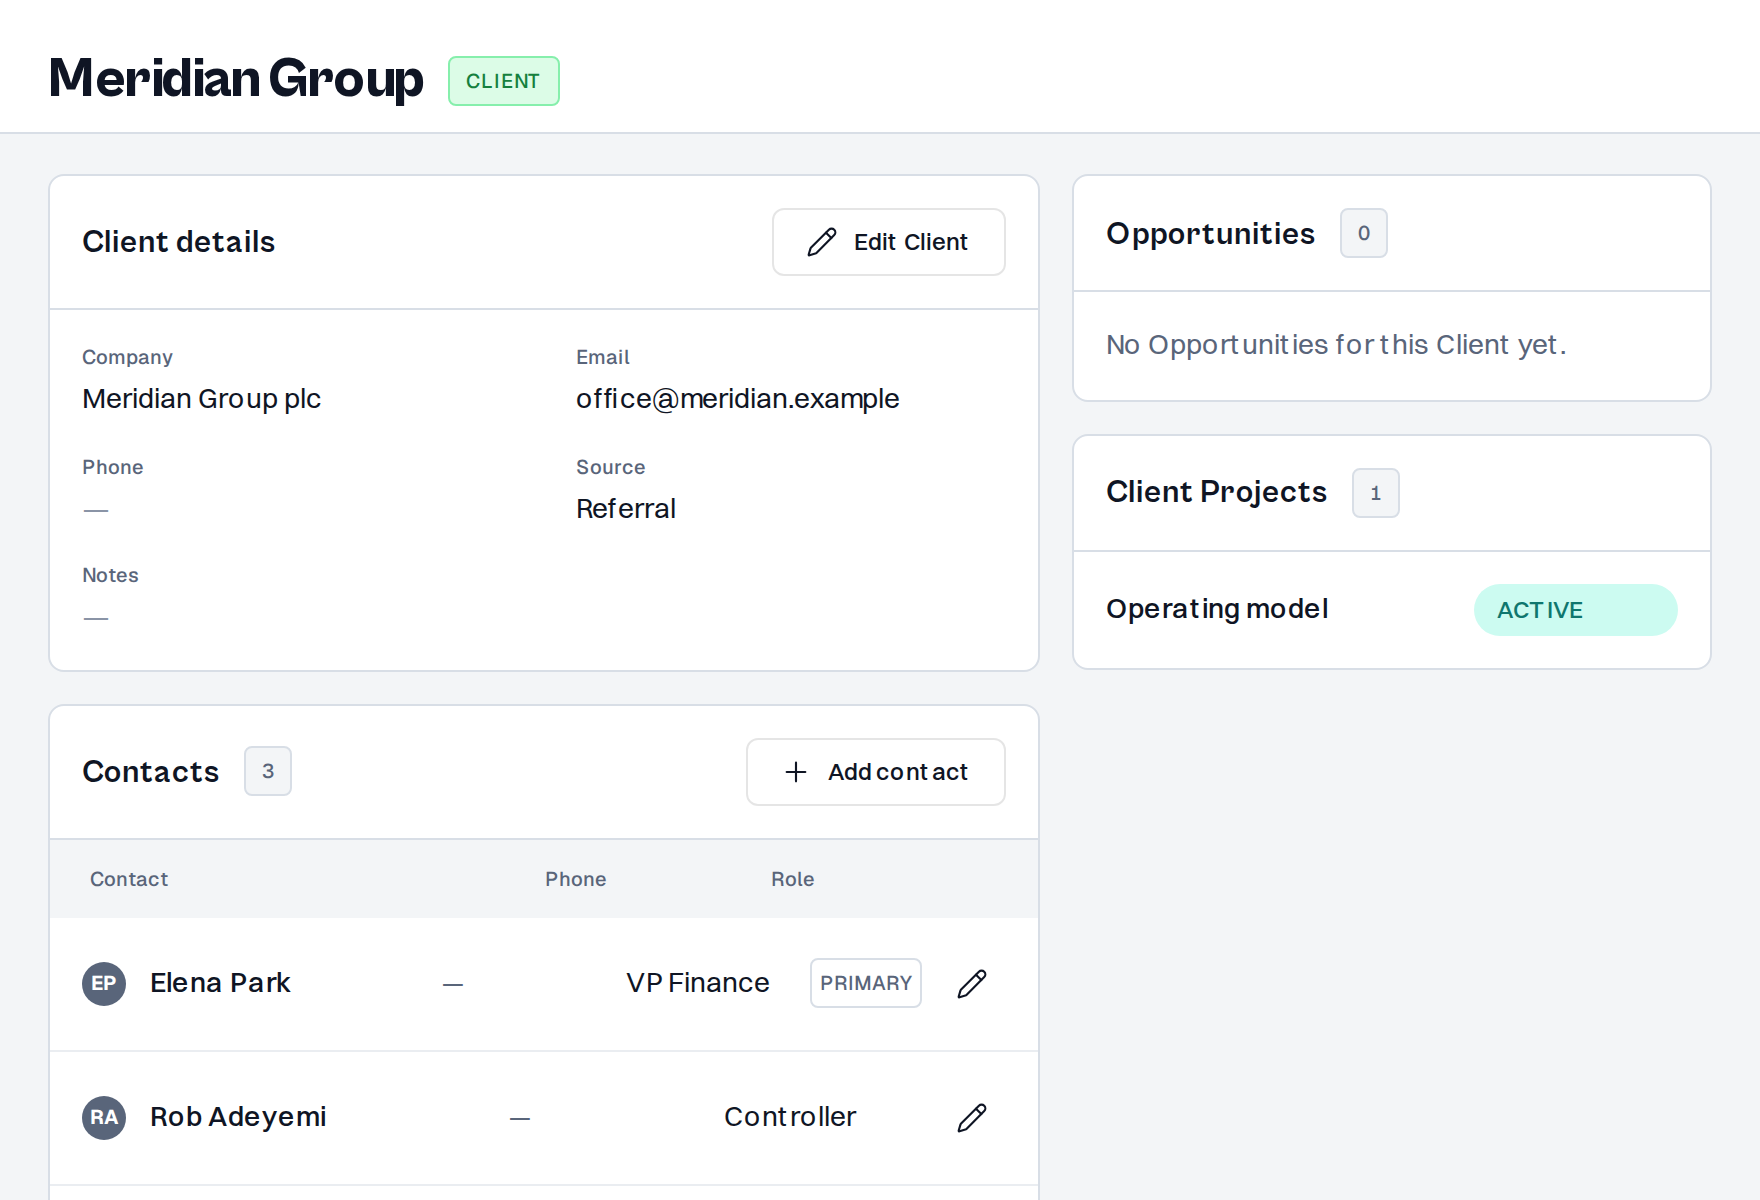 Meridian Group CLIENT
Client details
Edit Client
Company
Meridian Group plc
Email
office@meridian.example
Phone
—
Source
Referral
Notes
—
Opportunities 0
No Opportunities for this Client yet.
Client Projects 1
Operating model ACTIVE
Contacts 3
Add contact
Contact Phone Role
EP Elena Park — VP Finance PRIMARY
RA Rob Adeyemi — Controller